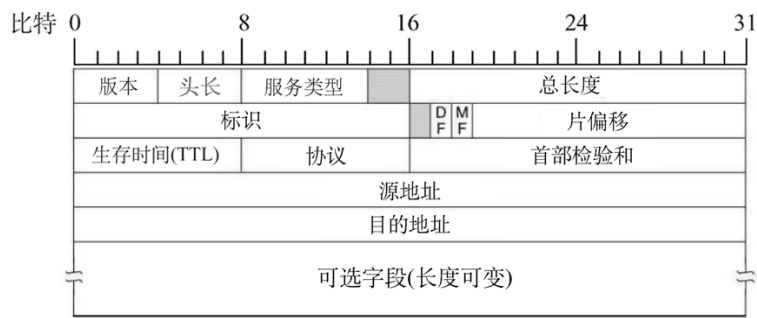 比特 0 8 16 24 31
版本 头长 服务类型 总长度
标识 DF MF 片偏移
生存时间(TTL) 协议 首部检验和
源地址
目的地址
可选字段(长度可变)